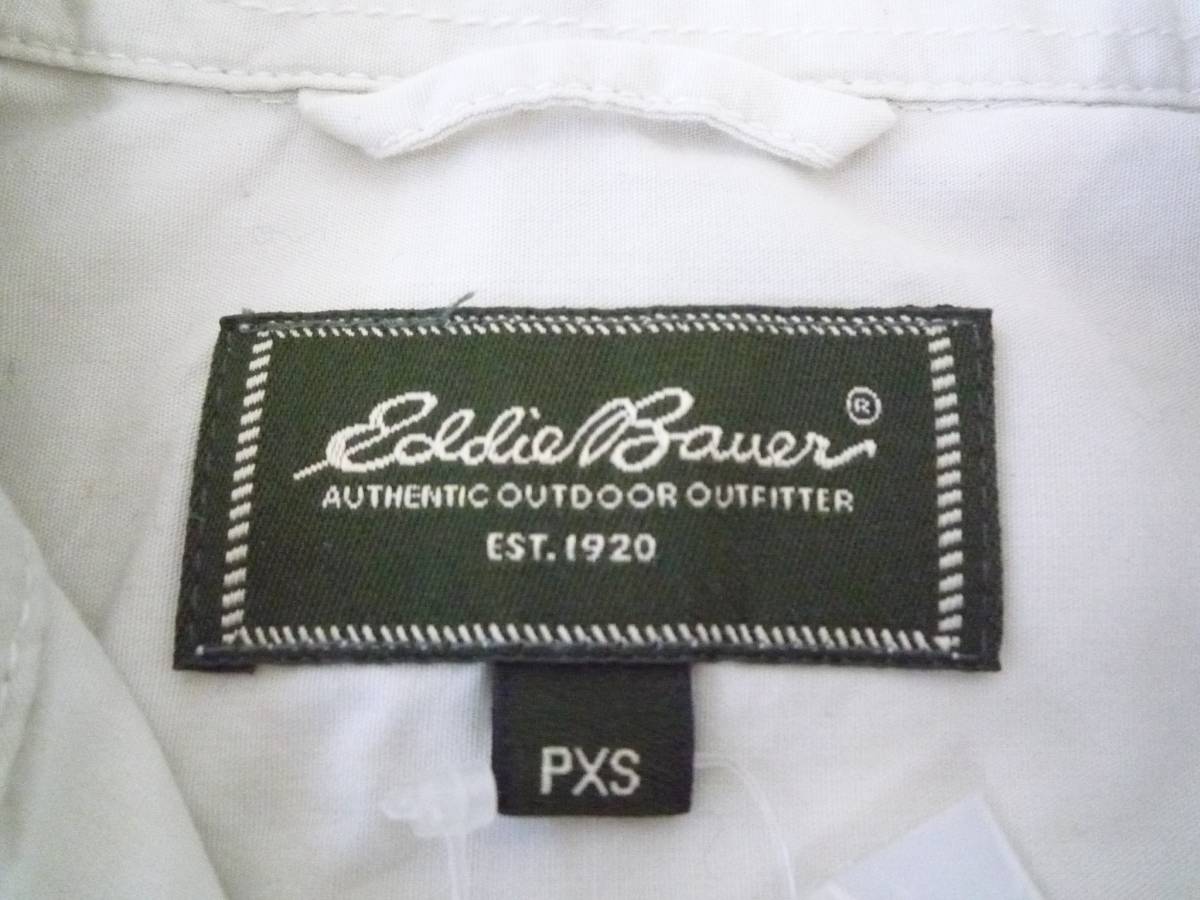 Eddie Bauer®
AUTHENTIC OUTDOOR OUTFITTER
EST. 1920
PXS